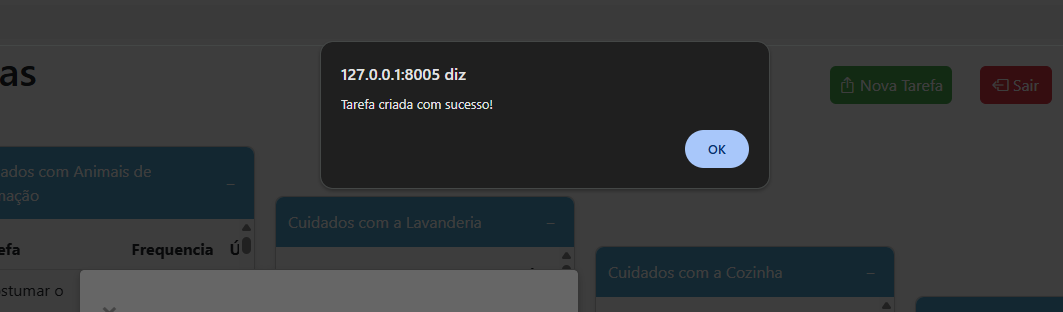 as
127.0.0.1:8005 diz
Tarefa criada com sucesso!
OK
Nova Tarefa
Sair
ados com Animais de
mação
efa Frequencia Ú
stumar o
Cuidados com a Lavanderia
Cuidados com a Cozinha